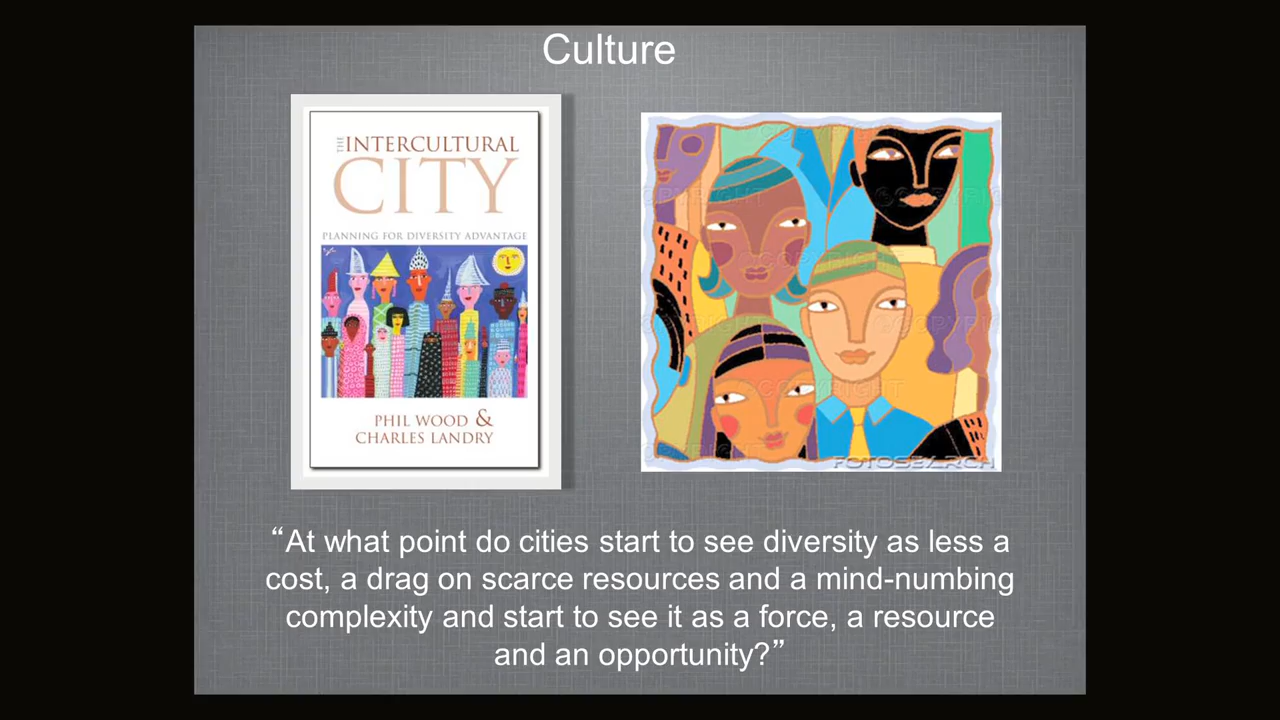 Culture
THE INTERCULTURAL
CITY
PLANNING FOR DIVERSITY ADVANTAGE
PHIL WOOD &
CHARLES LANDRY
COPYRIGHT
FOTOSEARCH
“At what point do cities start to see diversity as less a
cost, a drag on scarce resources and a mind-numbing
complexity and start to see it as a force, a resource
and an opportunity?”